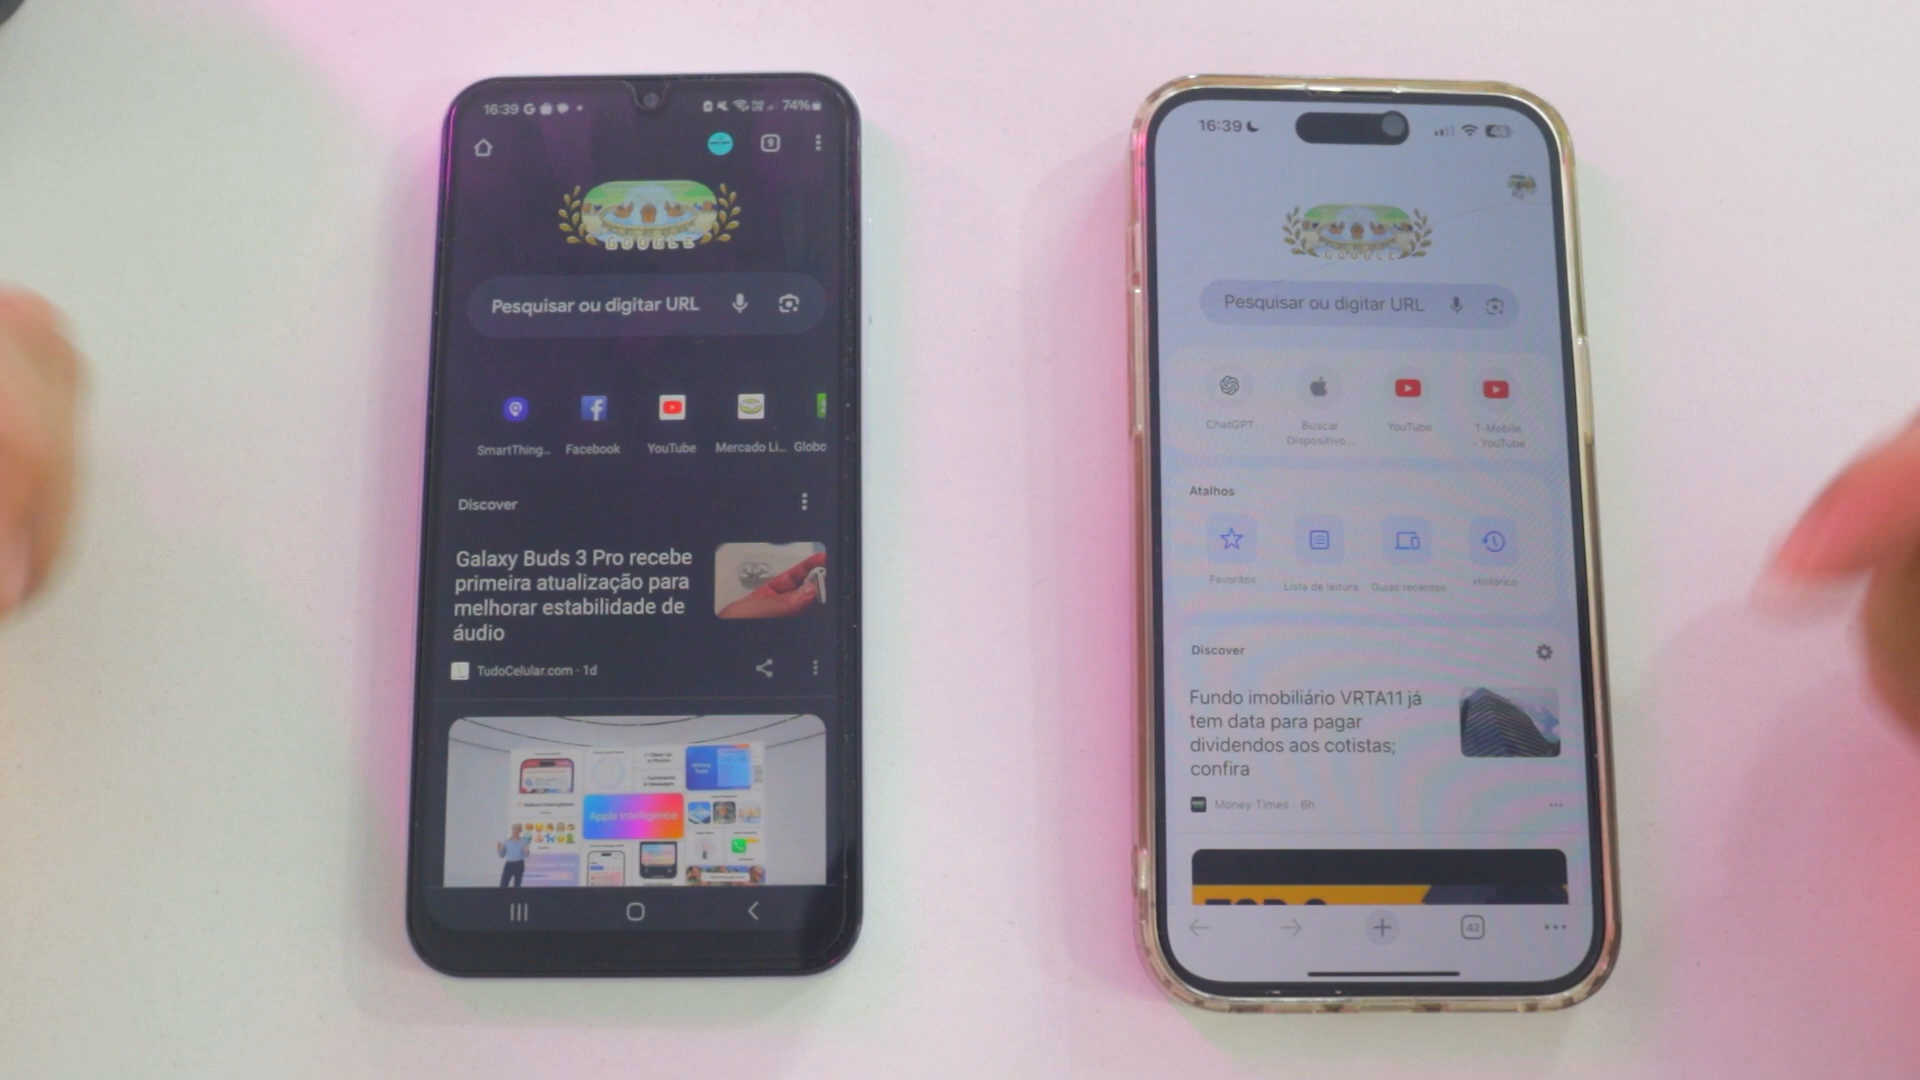 16:39
74%
9
GOOGLE
Pesquisar ou digitar URL
SmartThing...
Facebook
YouTube
Mercado Li...
Globo
Discover
Galaxy Buds 3 Pro recebe
primeira atualização para
melhorar estabilidade de
áudio
TudoCelular.com · 1d
Apple Intelligence
16:39
GOOGLE
Pesquisar ou digitar URL
ChatGPT
Buscar
Dispositivo...
YouTube
T-Mobile
- YouTube
Atalhos
Favoritos
Lista de leitura
Guias recentes
Histórico
Discover
Fundo imobiliário VRTA11 já
tem data para pagar
dividendos aos cotistas;
confira
Money Times · 6h
42